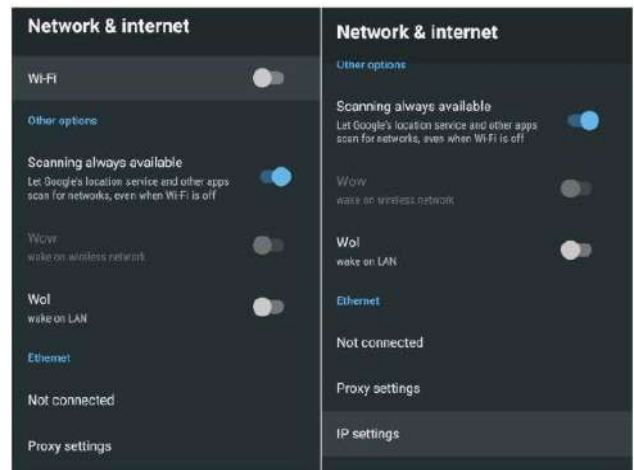 Network & internet
Wi-Fi
Other options
Scanning always available
Let Google's location service and other apps
scan for networks, even when Wi-Fi is off
Wow
wake on wireless network
Wol
wake on LAN
Ethernet
Not connected
Proxy settings
Network & internet
Other options
Scanning always available
Let Google's location service and other apps
scan for networks, even when Wi-Fi is off
Wow
wake on wireless network
Wol
wake on LAN
Ethernet
Not connected
Proxy settings
IP settings